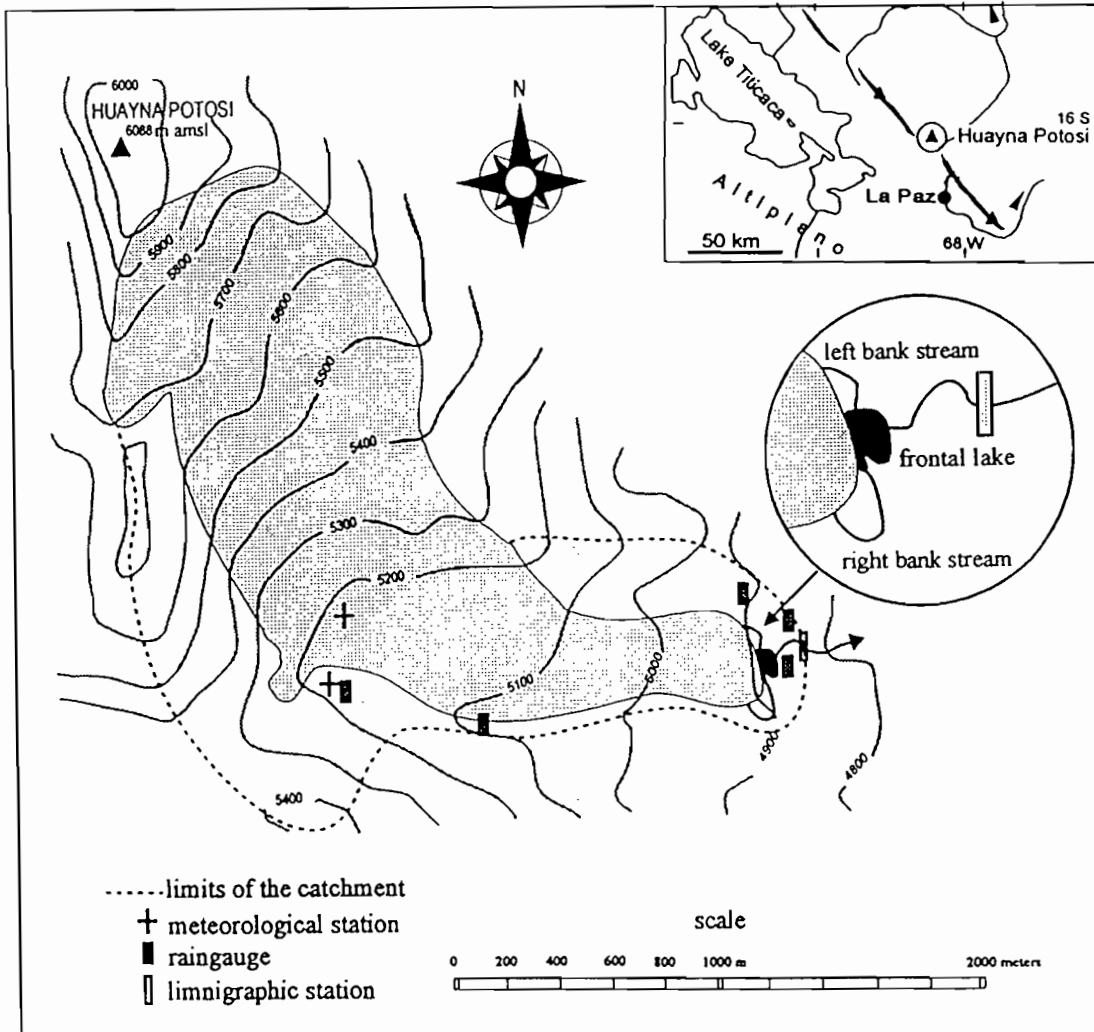 6000
HUAYNA POTOSI
6088 m amsl
5900
5800
5700
5600
5500
5400
5300
5200
5100
5000
4900
4800
5400
N
Lake Titicaca
Altiplano
50 km
16 S
Huayna Potosi
La Paz
68 W
left bank stream
frontal lake
right bank stream
limits of the catchment
meteorological station
raingauge
limnigraphic station
scale
0 200 400 600 800 1000 m 2000 meters